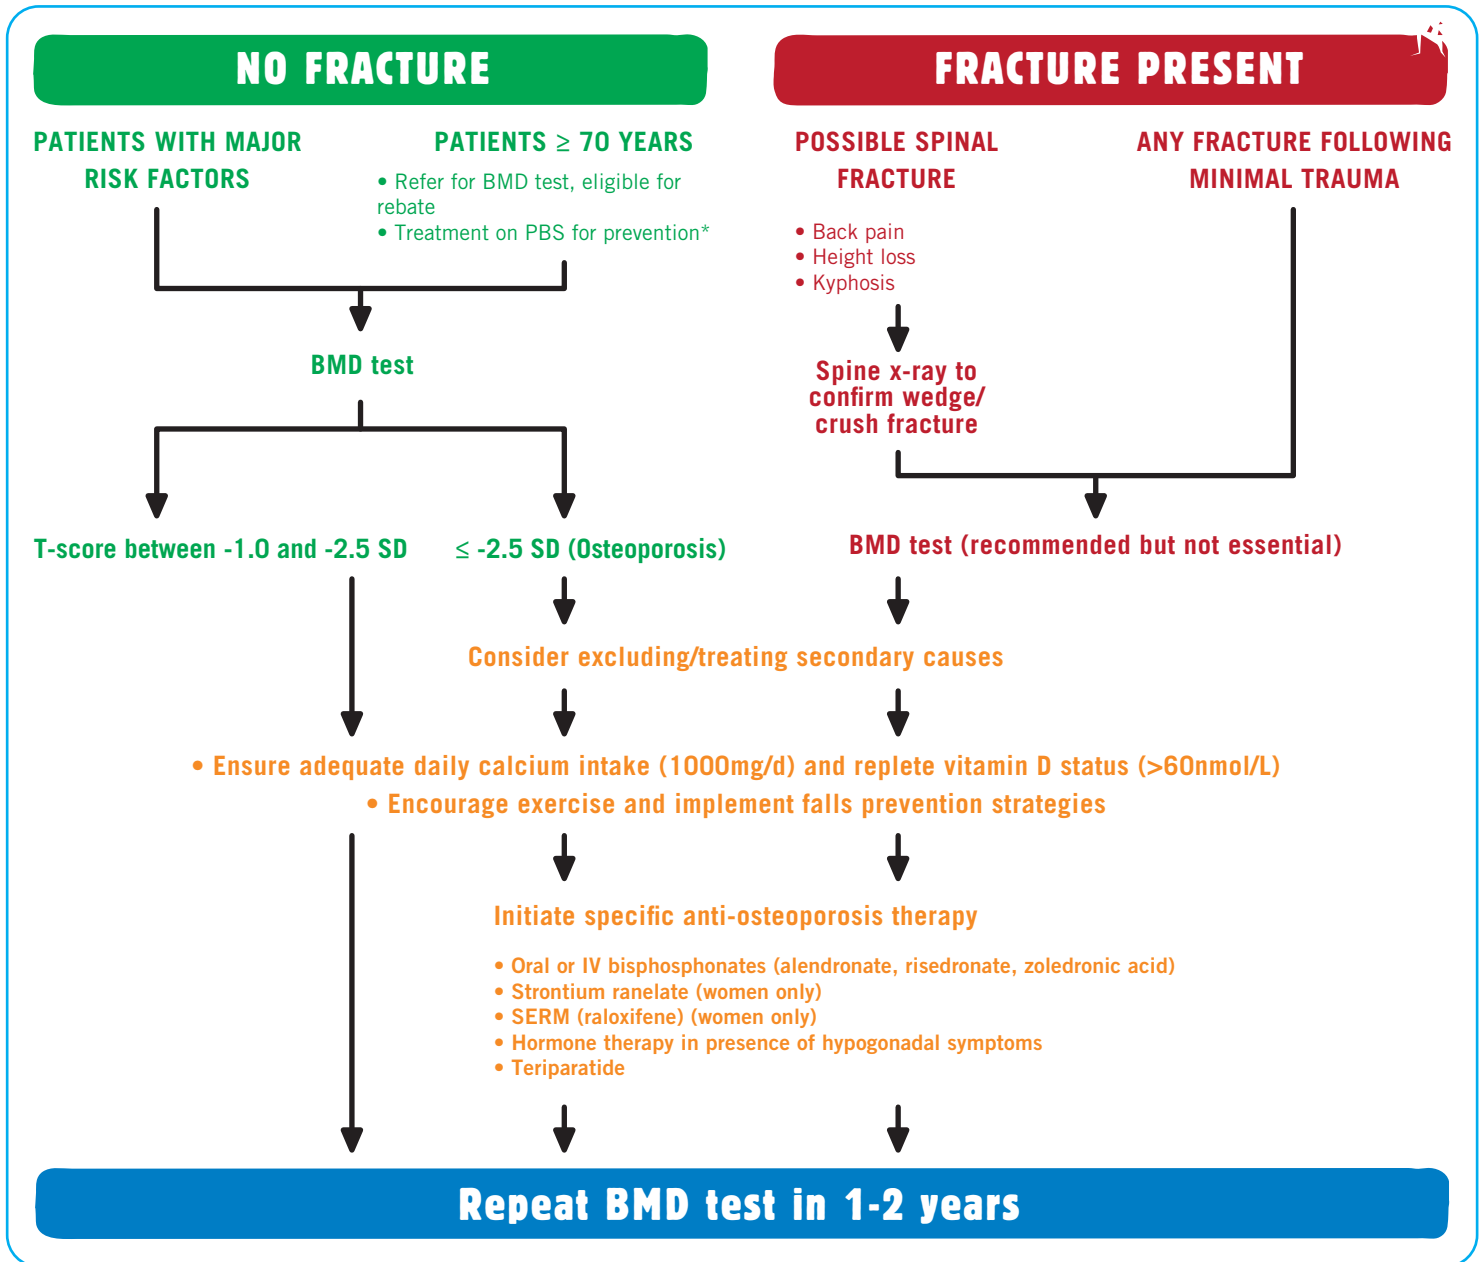 NO FRACTURE
FRACTURE PRESENT
PATIENTS WITH MAJOR
RISK FACTORS
PATIENTS ≥ 70 YEARS
• Refer for BMD test, eligible for
rebate
• Treatment on PBS for prevention*
POSSIBLE SPINAL
FRACTURE
• Back pain
• Height loss
• Kyphosis
ANY FRACTURE FOLLOWING
MINIMAL TRAUMA
BMD test
Spine x-ray to
confirm wedge/
crush fracture
T-score between -1.0 and -2.5 SD
≤ -2.5 SD (Osteoporosis)
BMD test (recommended but not essential)
Consider excluding/treating secondary causes
• Ensure adequate daily calcium intake (1000mg/d) and replete vitamin D status (>60nmol/L)
• Encourage exercise and implement falls prevention strategies
Initiate specific anti-osteoporosis therapy
• Oral or IV bisphosphonates (alendronate, risedronate, zoledronic acid)
• Strontium ranelate (women only)
• SERM (raloxifene) (women only)
• Hormone therapy in presence of hypogonadal symptoms
• Teriparatide
Repeat BMD test in 1-2 years